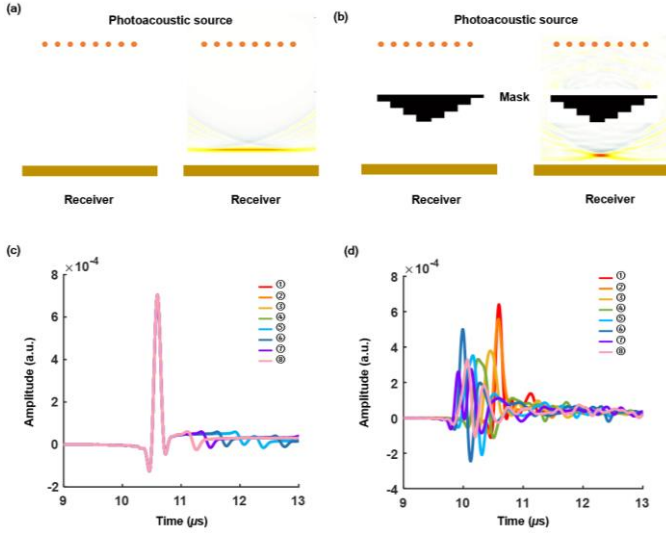 (a)
Photoacoustic source
Receiver
Receiver
(b)
Photoacoustic source
Mask
Receiver
Receiver
(c)
×10⁻⁴
8
6
4
2
0
-2
9
10
11
12
13
Amplitude (a.u.)
Time (µs)
①
②
③
④
⑤
⑥
⑦
⑧
(d)
×10⁻⁴
8
6
4
2
0
-2
-4
9
10
11
12
13
Amplitude (a.u.)
Time (µs)
①
②
③
④
⑤
⑥
⑦
⑧